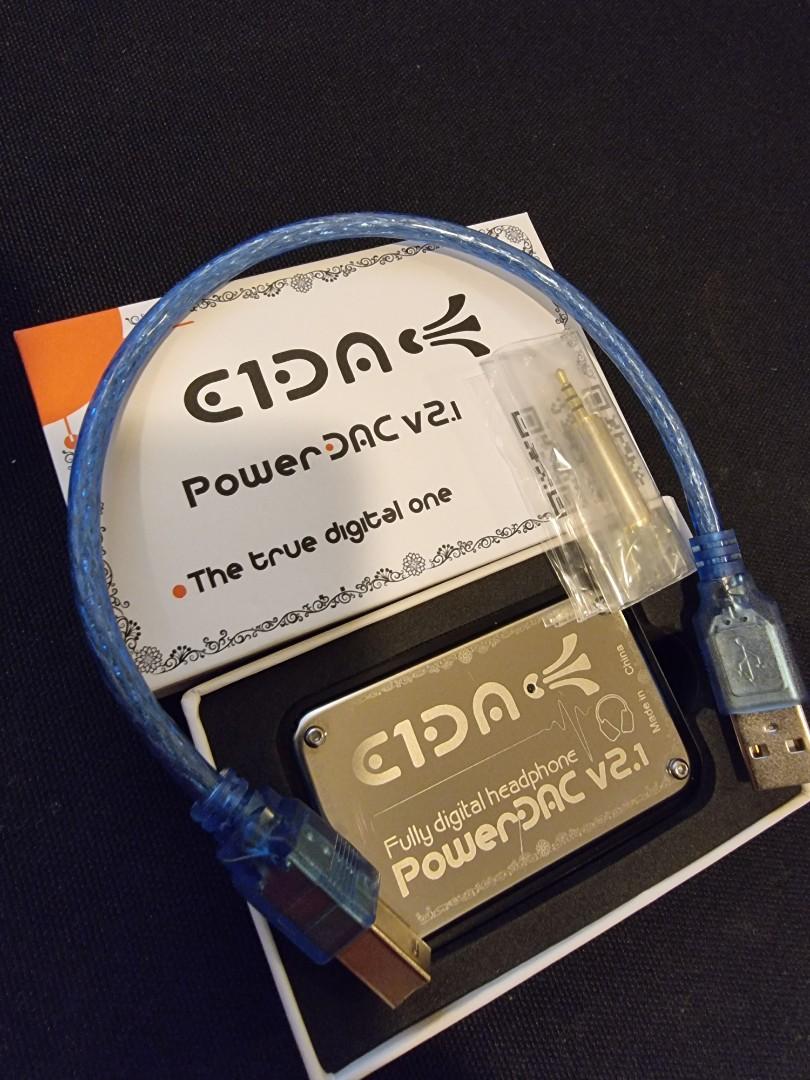 E1DA
PowerDAC v2.1
The true digital one
E1DA
Made in China
Fully digital headphone
PowerDAC v2.1